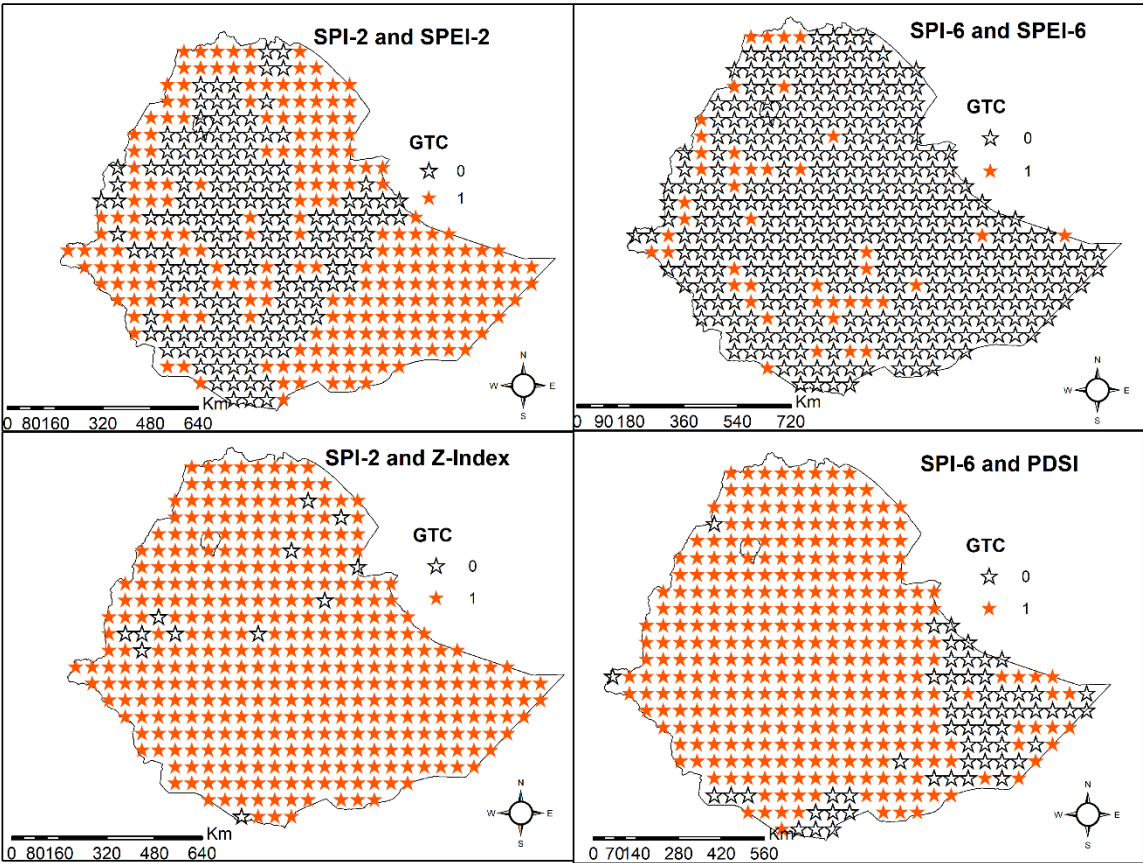 SPI-2 and SPEI-2
GTC
0
1
N
W E
S
Km
0 80160 320 480 640
SPI-6 and SPEI-6
GTC
0
1
N
W E
S
Km
0 90 180 360 540 720
SPI-2 and Z-Index
GTC
0
1
N
W E
S
Km
0 80160 320 480 640
SPI-6 and PDSI
GTC
0
1
N
W E
S
Km
0 70140 280 420 560